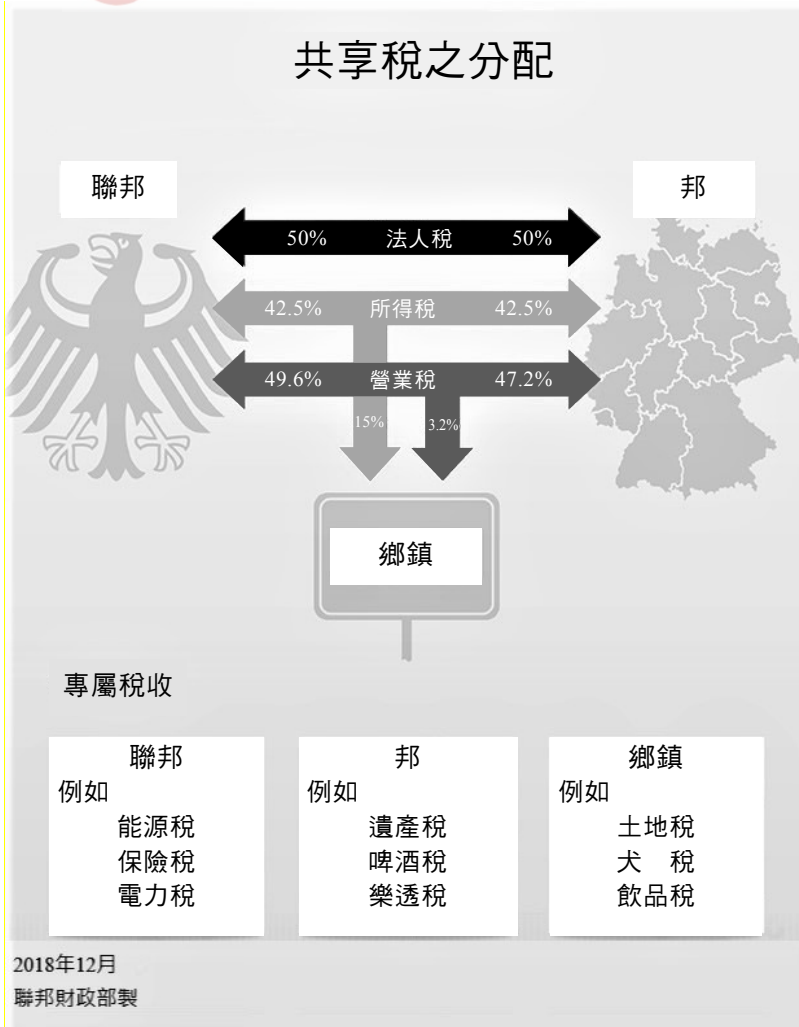 共享稅之分配
聯邦
邦
50% 法人稅 50%
42.5% 所得稅 42.5%
49.6% 營業稅 47.2%
15% 3.2%
鄉鎮
專屬稅收
聯邦
例如
能源稅
保險稅
電力稅
邦
例如
遺產稅
啤酒稅
樂透稅
鄉鎮
例如
土地稅
犬 稅
飲品稅
2018年12月
聯邦財政部製